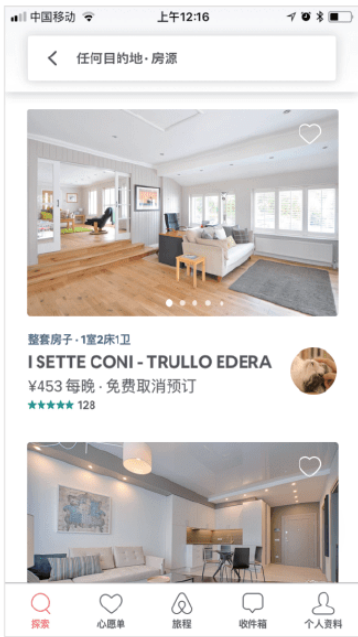 中国移动 上午12:16
任何目的地· 房源
整套房子 · 1室2床1卫
I SETTE CONI - TRULLO EDERA
¥453 每晚 · 免费取消预订
128
探索 心愿单 旅程 收件箱 个人资料